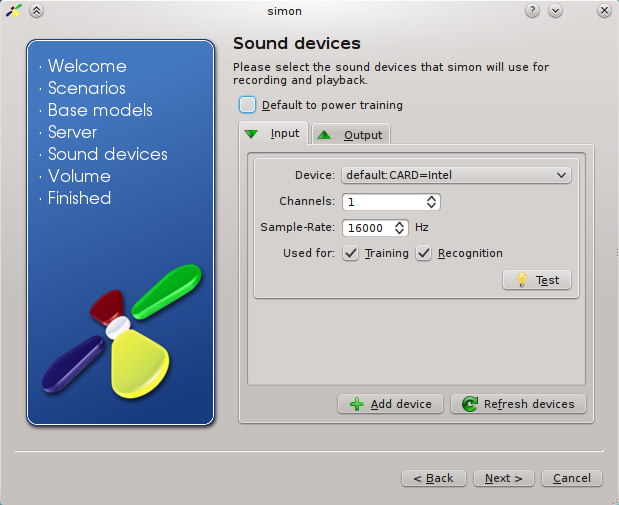 simon
· Welcome
· Scenarios
· Base models
· Server
· Sound devices
· Volume
· Finished
Sound devices
Please select the sound devices that simon will use for
recording and playback.
Default to power training
Input
Output
Device: default:CARD=Intel
Channels: 1
Sample-Rate: 16000 Hz
Used for: Training Recognition
Test
Add device Refresh devices
< Back Next > Cancel